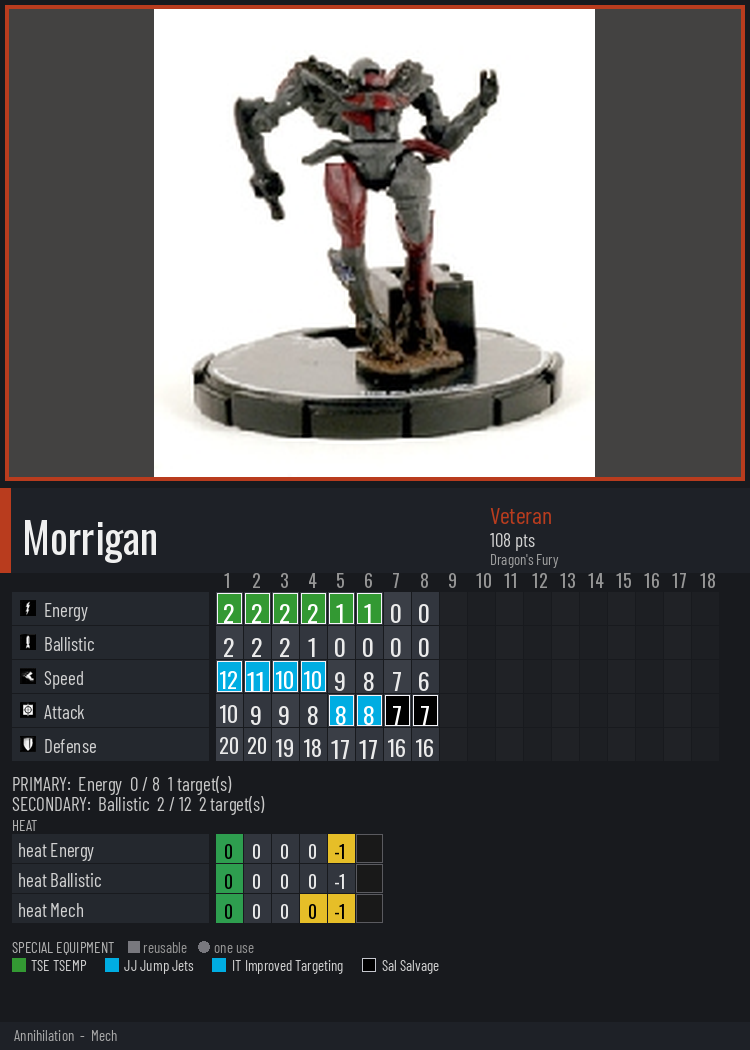 Morrigan
Veteran
108 pts
Dragon's Fury
1 2 3 4 5 6 7 8 9 10 11 12 13 14 15 16 17 18
Energy 2 2 2 2 1 1 0 0
Ballistic 2 2 2 1 0 0 0 0
Speed 12 11 10 10 9 8 7 6
Attack 10 9 9 8 8 8 7 7
Defense 20 20 19 18 17 17 16 16
PRIMARY: Energy 0 / 8 1 target(s)
SECONDARY: Ballistic 2 / 12 2 target(s)
HEAT
heat Energy 0 0 0 0 -1
heat Ballistic 0 0 0 0 -1
heat Mech 0 0 0 0 -1
SPECIAL EQUIPMENT reusable one use
TSE TSEMP JJ Jump Jets IT Improved Targeting Sal Salvage
Annihilation - Mech